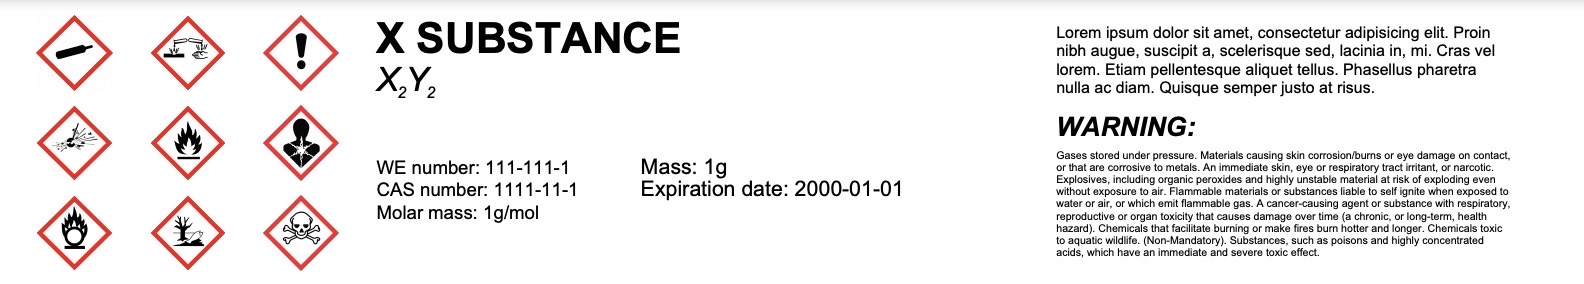 X SUBSTANCE
X₂Y₂
WE number: 111-111-1
CAS number: 1111-11-1
Molar mass: 1g/mol
Mass: 1g
Expiration date: 2000-01-01
Lorem ipsum dolor sit amet, consectetur adipisicing elit. Proin
nibh augue, suscipit a, scelerisque sed, lacinia in, mi. Cras vel
lorem. Etiam pellentesque aliquet tellus. Phasellus pharetra
nulla ac diam. Quisque semper justo at risus.
WARNING:
Gases stored under pressure. Materials causing skin corrosion/burns or eye damage on contact,
or that are corrosive to metals. An immediate skin, eye or respiratory tract irritant, or narcotic.
Explosives, including organic peroxides and highly unstable material at risk of exploding even
without exposure to air. Flammable materials or substances liable to self ignite when exposed to
water or air, or which emit flammable gas. A cancer-causing agent or substance with respiratory,
reproductive or organ toxicity that causes damage over time (a chronic, or long-term, health
hazard). Chemicals that facilitate burning or make fires burn hotter and longer. Chemicals toxic
to aquatic wildlife. (Non-Mandatory). Substances, such as poisons and highly concentrated
acids, which have an immediate and severe toxic effect.